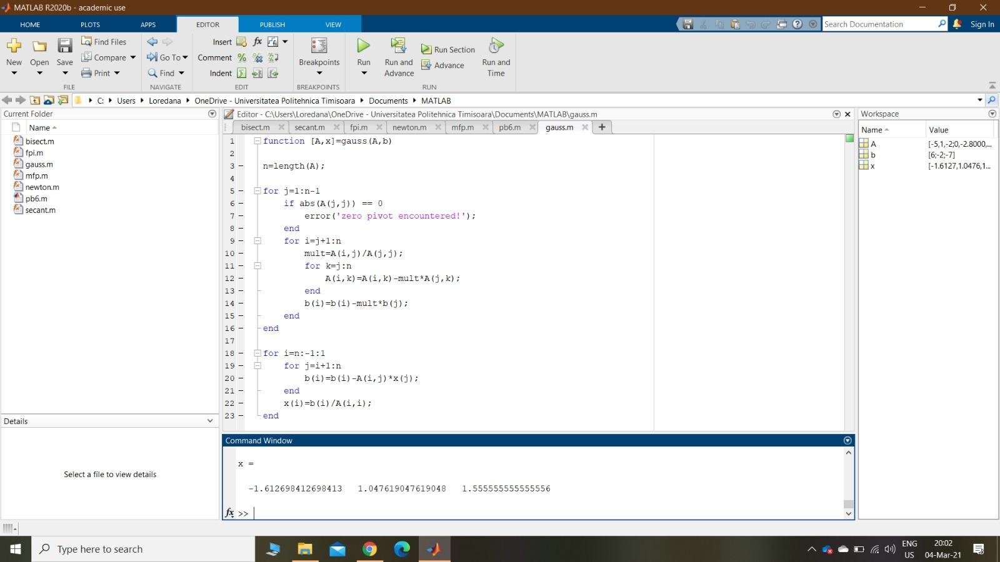 MATLAB R2020b - academic use
HOME PLOTS APPS EDITOR PUBLISH VIEW
Search Documentation
Sign In
New
Open
Save
Find Files
Compare
Print
FILE
Go To
Find
NAVIGATE
Insert
Comment
Indent
EDIT
Breakpoints
BREAKPOINTS
Run
Run and Advance
Run Section
Advance
Run and Time
RUN
C: Users Loredana OneDrive - Universitatea Politehnica Timisoara Documents MATLAB
Current Folder
Name
bisect.m
fpi.m
gauss.m
mfp.m
newton.m
pb6.m
secant.m
Details
Select a file to view details
Editor - C:\Users\Loredana\OneDrive - Universitatea Politehnica Timisoara\Documents\MATLAB\gauss.m
bisect.m secant.m fpi.m newton.m mfp.m pb6.m gauss.m
1 function [A,x]=gauss(A,b)
2
3 n=length(A);
4
5 for j=1:n-1
6 if abs(A(j,j)) == 0
7 error('zero pivot encountered!');
8 end
9 for i=j+1:n
10 mult=A(i,j)/A(j,j);
11 for k=j:n
12 A(i,k)=A(i,k)-mult*A(j,k);
13 end
14 b(i)=b(i)-mult*b(j);
15 end
16 end
17
18 for i=n:-1:1
19 for j=i+1:n
20 b(i)=b(i)-A(i,j)*x(j);
21 end
22 x(i)=b(i)/A(i,i);
23 end
Command Window
x =
-1.612698412698413 1.047619047619048 1.555555555555556
fx >>
Workspace
Name Value
A [-5,1,-2;0,-2.8000,...
b [6;-2;-7]
x [-1.6127,1.0476,1...
Type here to search
ENG
US
20:02
04-Mar-21